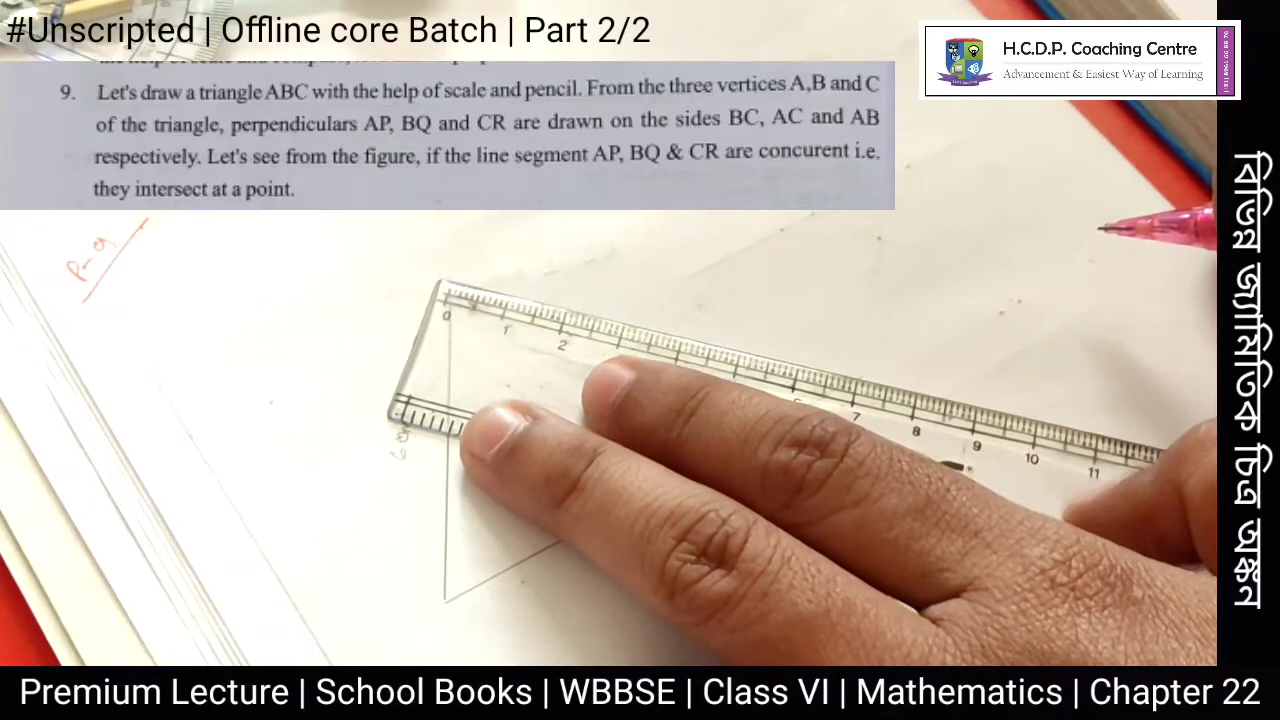 #Unscripted | Offline core Batch | Part 2/2
H.C.D.P. Coaching Centre
Advancement & Easiest Way of Learning
9. Let's draw a triangle ABC with the help of scale and pencil. From the three vertices A,B and C
of the triangle, perpendiculars AP, BQ and CR are drawn on the sides BC, AC and AB
respectively. Let's see from the figure, if the line segment AP, BQ & CR are concurent i.e.
they intersect at a point.
P-9
0 1 2 7 8 9 10 11
বিভিন্ন জ্যামিতিক চিত্র অঙ্কন
Premium Lecture | School Books | WBBSE | Class VI | Mathematics | Chapter 22